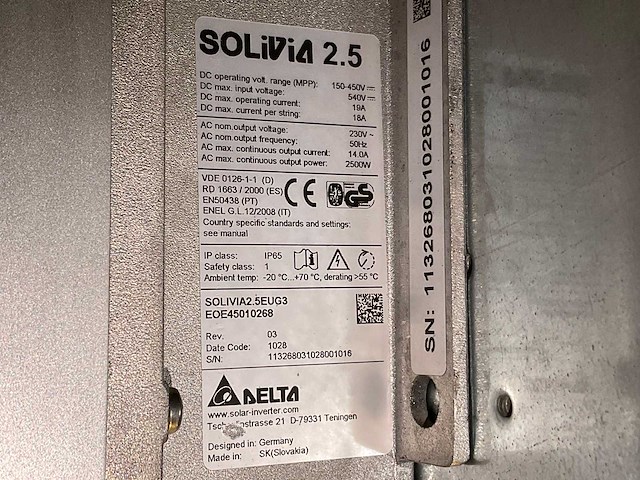 SOLiViA 2.5
DC operating volt. range (MPP): 150-450V
DC max. input voltage: 540V
DC max. operating current: 19A
DC max. current per string: 18A
AC nom.output voltage: 230V ~
AC nom.output frequency: 50Hz
AC max. continuous output current: 14.0A
AC max. continuous output power: 2500W
VDE 0126-1-1 (D)
RD 1663 / 2000 (ES)
EN50438 (PT)
ENEL G.L.12/2008 (IT)
CE
GS
Country specific standards and settings:
see manual
IP class: IP65
Safety class: 1
Ambient temp: -20 °C...+70 °C, derating >55 °C
SOLIVIA2.5EUG3
EOE45010268
Rev. 03
Date Code: 1028
S/N: 113268031028001016
DELTA
www.solar-inverter.com
21 D-79331 Teningen
Designed in: Germany
Made in: SK(Slovakia)
SN: 113268031028001016